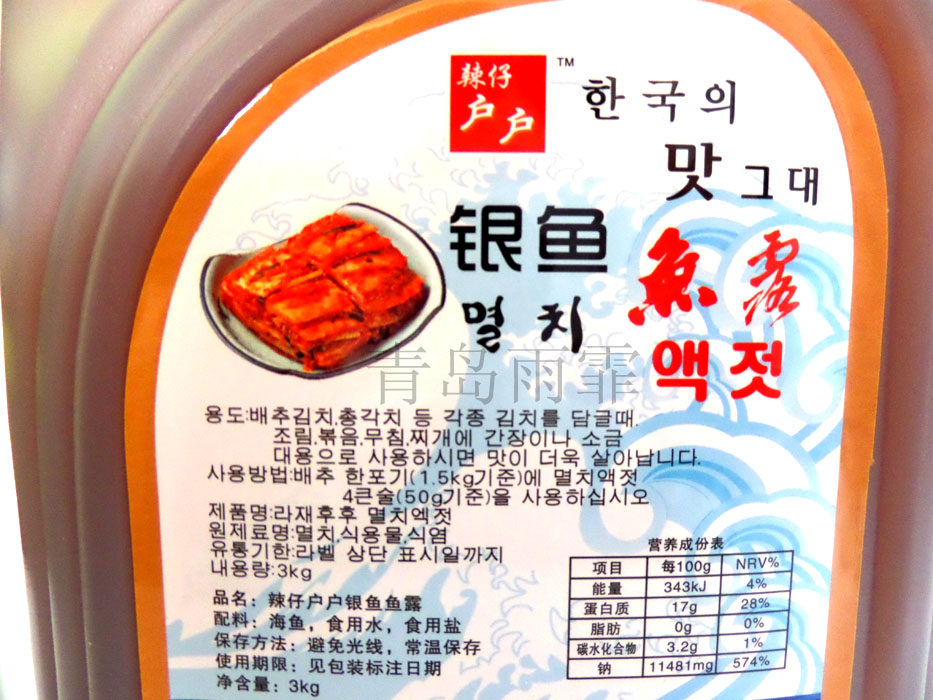 辣仔
户户
TM
한국의
맛 그대
银鱼
멸치
魚露
액젓
青岛雨霏
용도:배추김치,총각치 등 각종 김치를 담글때.
조림,볶음,무침,찌개에 간장이나 소금
대용으로 사용하시면 맛이 더욱 살아납니다.
사용방법:배추 한포기(1.5kg기준)에 멸치액젓
4큰술(50g기준)을 사용하십시오
제품명:라재후후 멸치엑젓
원제료명:멸치,식용물,식염
유통기한:라벨 상단 표시일까지
내용량:3kg
品名：辣仔户户银鱼鱼露
配料：海鱼，食用水，食用盐
保存方法：避免光线，常温保存
使用期限：见包装标注日期
净含量：3kg
营养成份表
项目 每100g NRV%
能量 343kJ 4%
蛋白质 17g 28%
脂肪 0g 0%
碳水化合物 3.2g 1%
钠 11481mg 574%